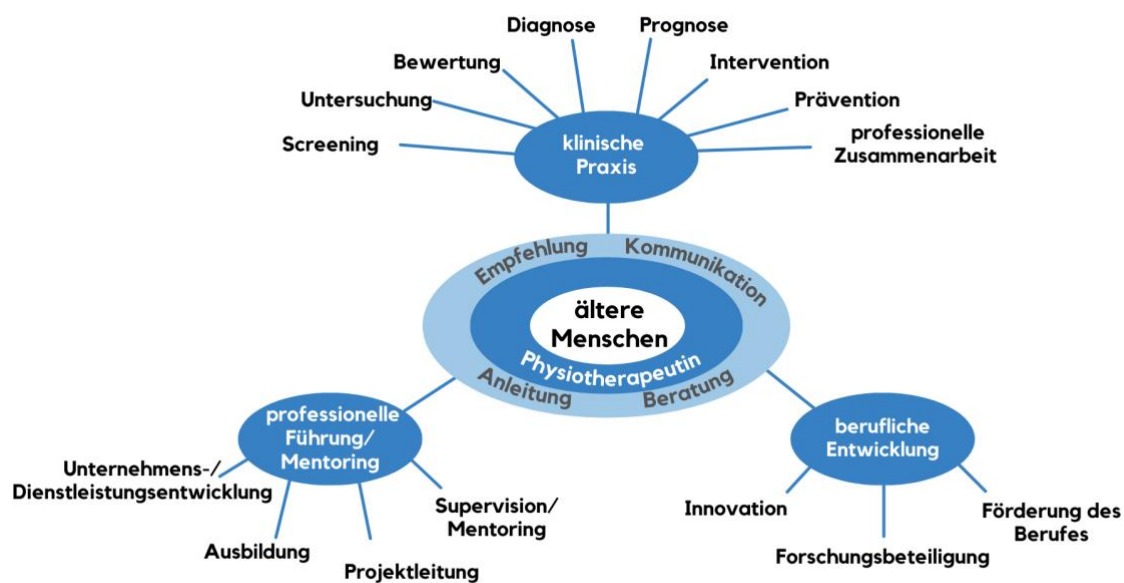 Diagnose
Prognose
Bewertung
Intervention
Untersuchung
Prävention
Screening
professionelle
Zusammenarbeit
klinische
Praxis
Empfehlung
Kommunikation
ältere
Menschen
Physiotherapeutin
Anleitung
Beratung
professionelle
Führung/
Mentoring
Unternehmens-/
Dienstleistungsentwicklung
Ausbildung
Projektleitung
Supervision/
Mentoring
berufliche
Entwicklung
Innovation
Forschungsbeteiligung
Förderung des
Berufes